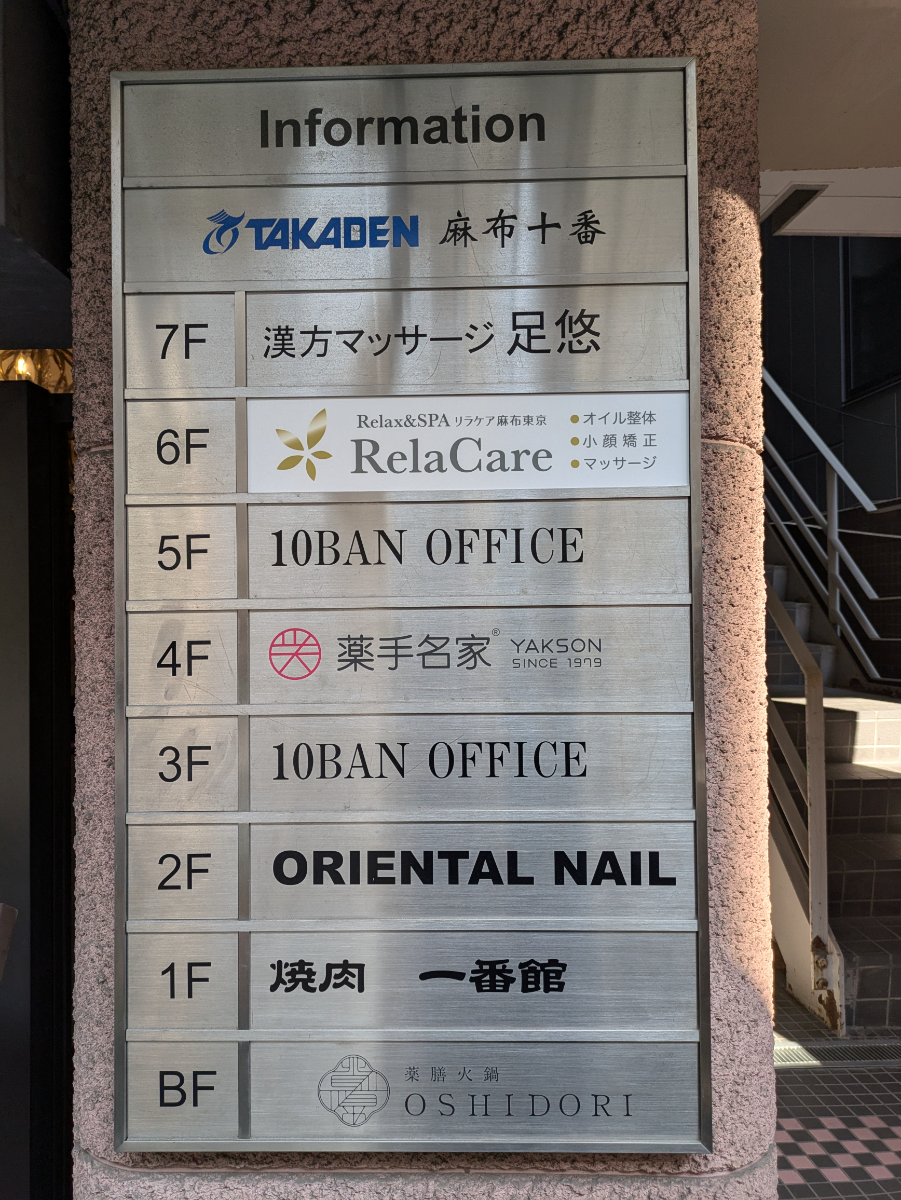 Information
TAKADEN 麻布十番
7F 漢方マッサージ 足悠
6F Relax&SPA リラケア麻布東京
RelaCare
●オイル整体
●小顔矯正
●マッサージ
5F 10BAN OFFICE
4F 薬手名家® YAKSON
SINCE 1979
3F 10BAN OFFICE
2F ORIENTAL NAIL
1F 焼肉 一番館
BF 薬膳火鍋
OSHIDORI